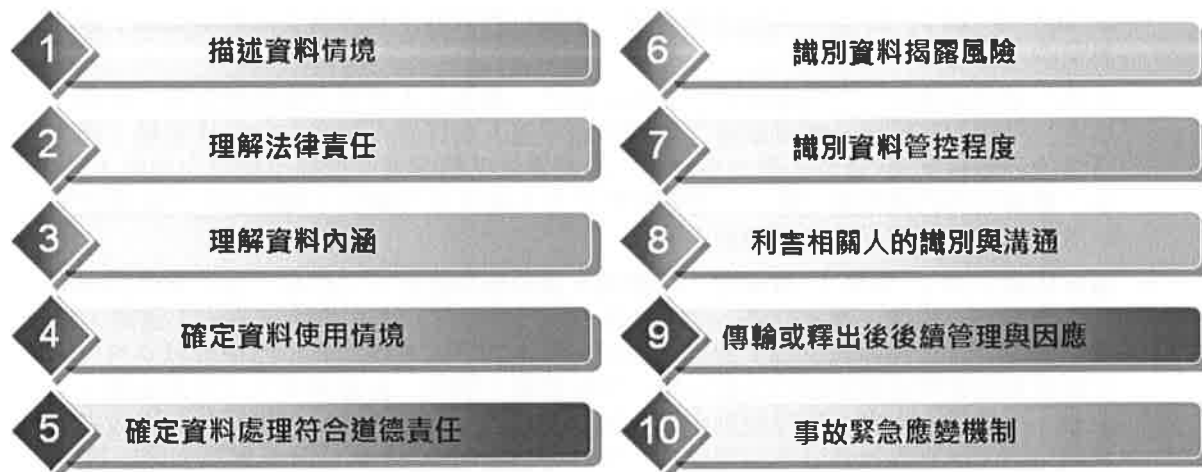 1 描述資料情境
2 理解法律責任
3 理解資料內涵
4 確定資料使用情境
5 確定資料處理符合道德責任
6 識別資料揭露風險
7 識別資料管控程度
8 利害相關人的識別與溝通
9 傳輸或釋出後後續管理與因應
10 事故緊急應變機制